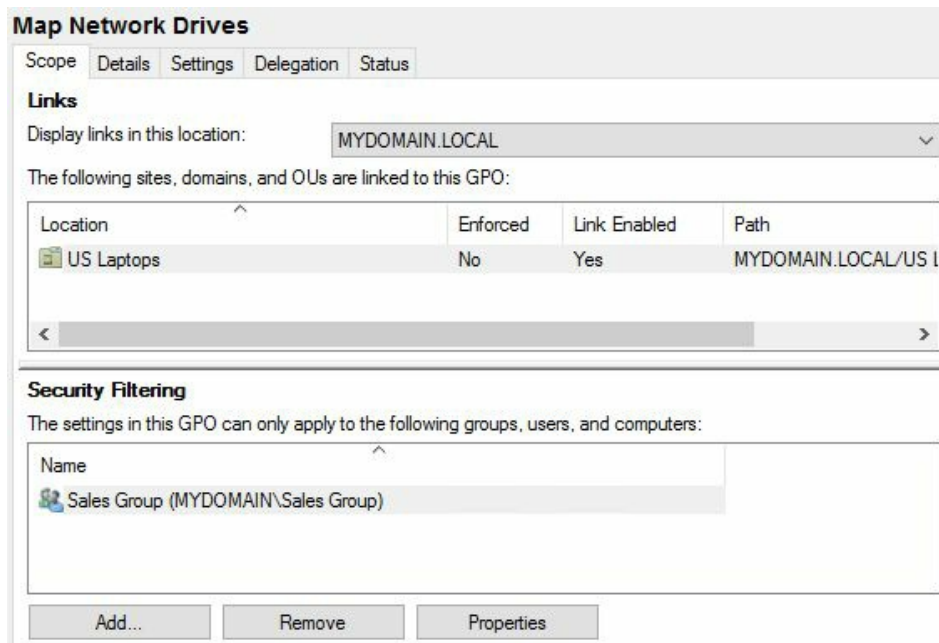 Map Network Drives
Scope Details Settings Delegation Status
Links
Display links in this location: MYDOMAIN.LOCAL
The following sites, domains, and OUs are linked to this GPO:
Location Enforced Link Enabled Path
US Laptops No Yes MYDOMAIN.LOCAL/US L
Security Filtering
The settings in this GPO can only apply to the following groups, users, and computers:
Name
Sales Group (MYDOMAIN\Sales Group)
Add... Remove Properties